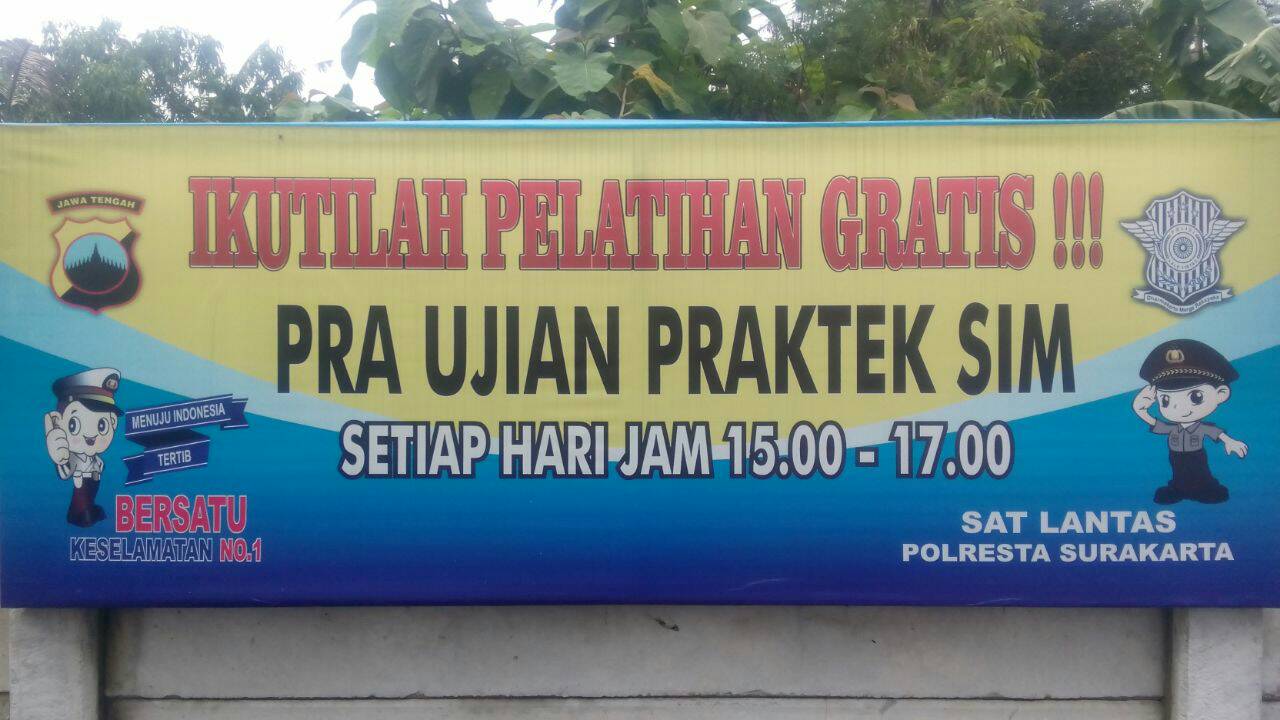 JAWA TENGAH
IKUTILAH PELATIHAN GRATIS !!!
PRA UJIAN PRAKTEK SIM
SETIAP HARI JAM 15.00 - 17.00
MENUJU INDONESIA
TERTIB
BERSATU
KESELAMATAN NO.1
SAT LANTAS
POLRESTA SURAKARTA